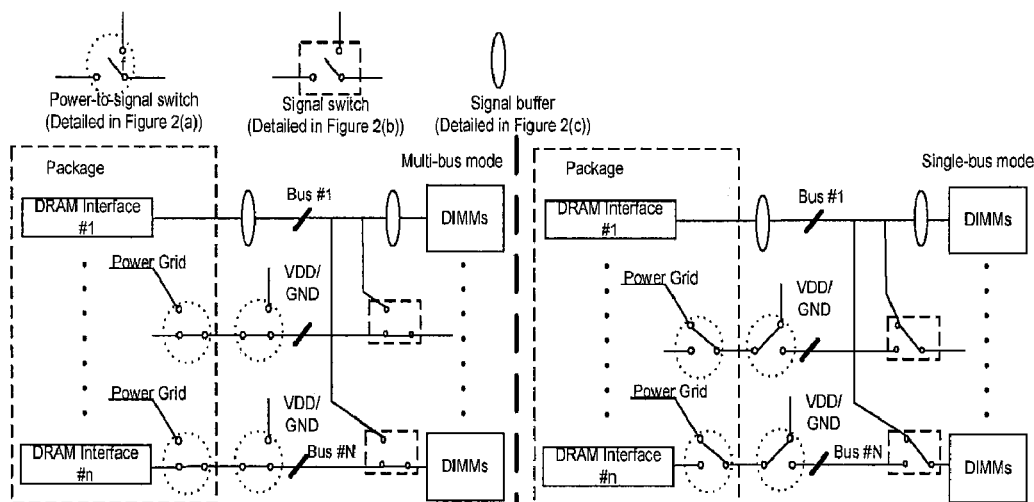 Power-to-signal switch
(Detailed in Figure 2(a))
Signal switch
(Detailed in Figure 2(b))
Signal buffer
(Detailed in Figure 2(c))
Package
Multi-bus mode
DRAM Interface
#1
Bus #1
DIMMs
Power Grid
VDD/
GND
Power Grid
VDD/
GND
DRAM Interface
#n
Bus #N
DIMMs
Package
Single-bus mode
DRAM Interface
#1
Bus #1
DIMMs
Power Grid
VDD/
GND
Power Grid
VDD/
GND
DRAM Interface
#n
Bus #N
DIMMs